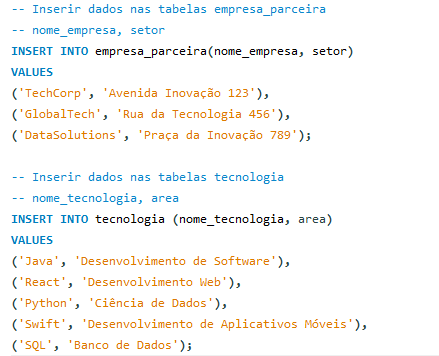 -- Inserir dados nas tabelas empresa_parceira
-- nome_empresa, setor
INSERT INTO empresa_parceira(nome_empresa, setor)
VALUES
('TechCorp', 'Avenida Inovação 123'),
('GlobalTech', 'Rua da Tecnologia 456'),
('DataSolutions', 'Praça da Inovação 789');
-- Inserir dados nas tabelas tecnologia
-- nome_tecnologia, area
INSERT INTO tecnologia (nome_tecnologia, area)
VALUES
('Java', 'Desenvolvimento de Software'),
('React', 'Desenvolvimento Web'),
('Python', 'Ciência de Dados'),
('Swift', 'Desenvolvimento de Aplicativos Móveis'),
('SQL', 'Banco de Dados');